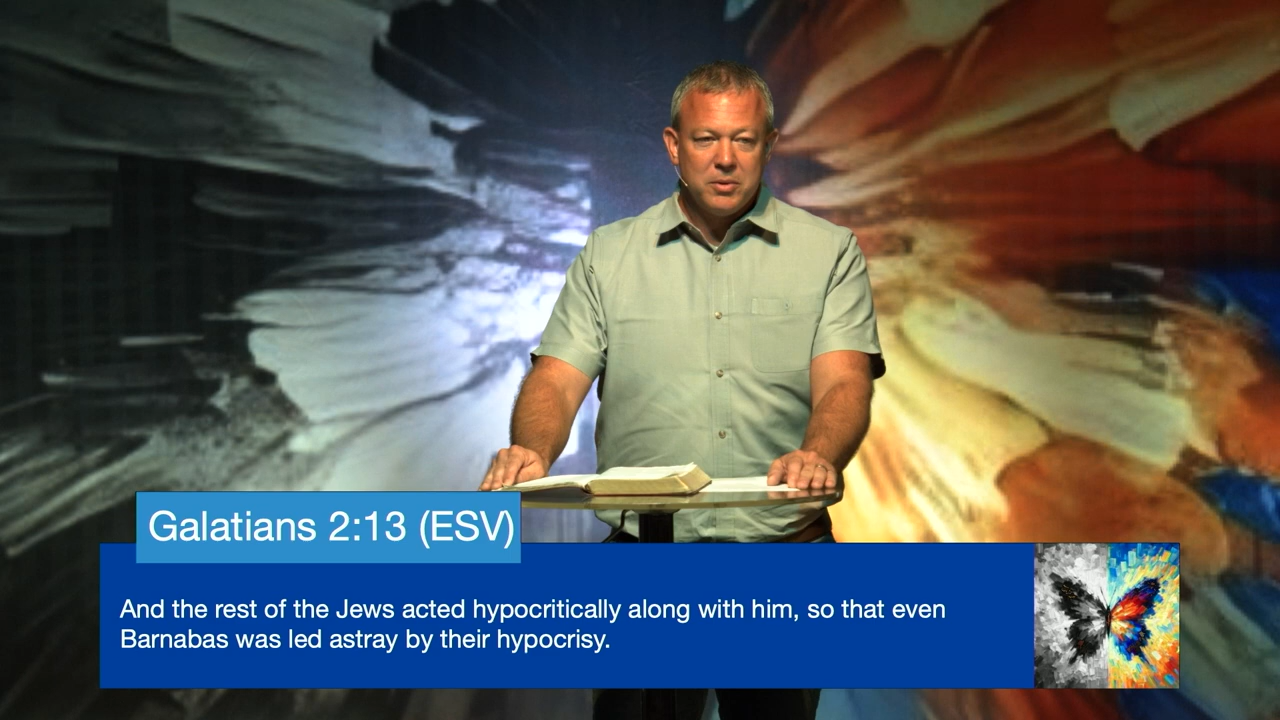 Galatians 2:13 (ESV)
And the rest of the Jews acted hypocritically along with him, so that even
Barnabas was led astray by their hypocrisy.